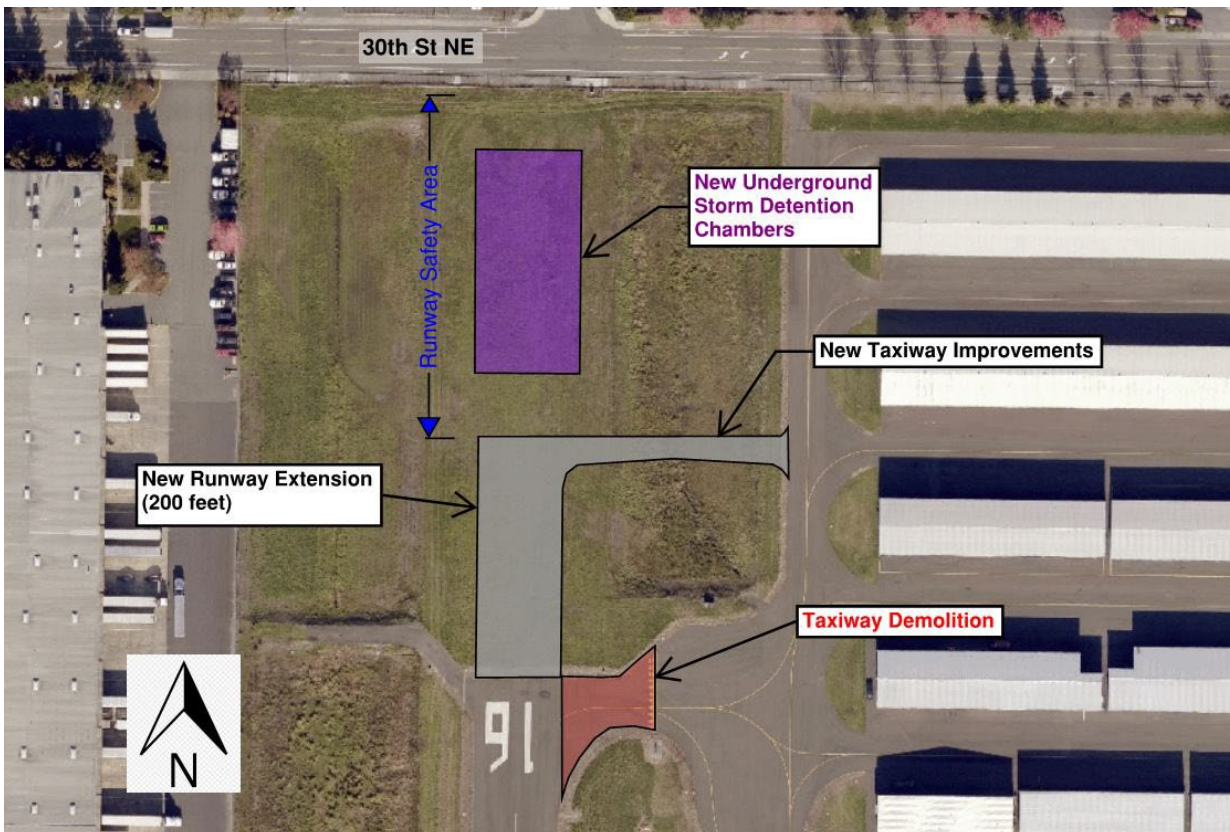 30th St NE
Runway Safety Area
New Underground
Storm Detention
Chambers
New Taxiway Improvements
New Runway Extension
(200 feet)
Taxiway Demolition
N
16